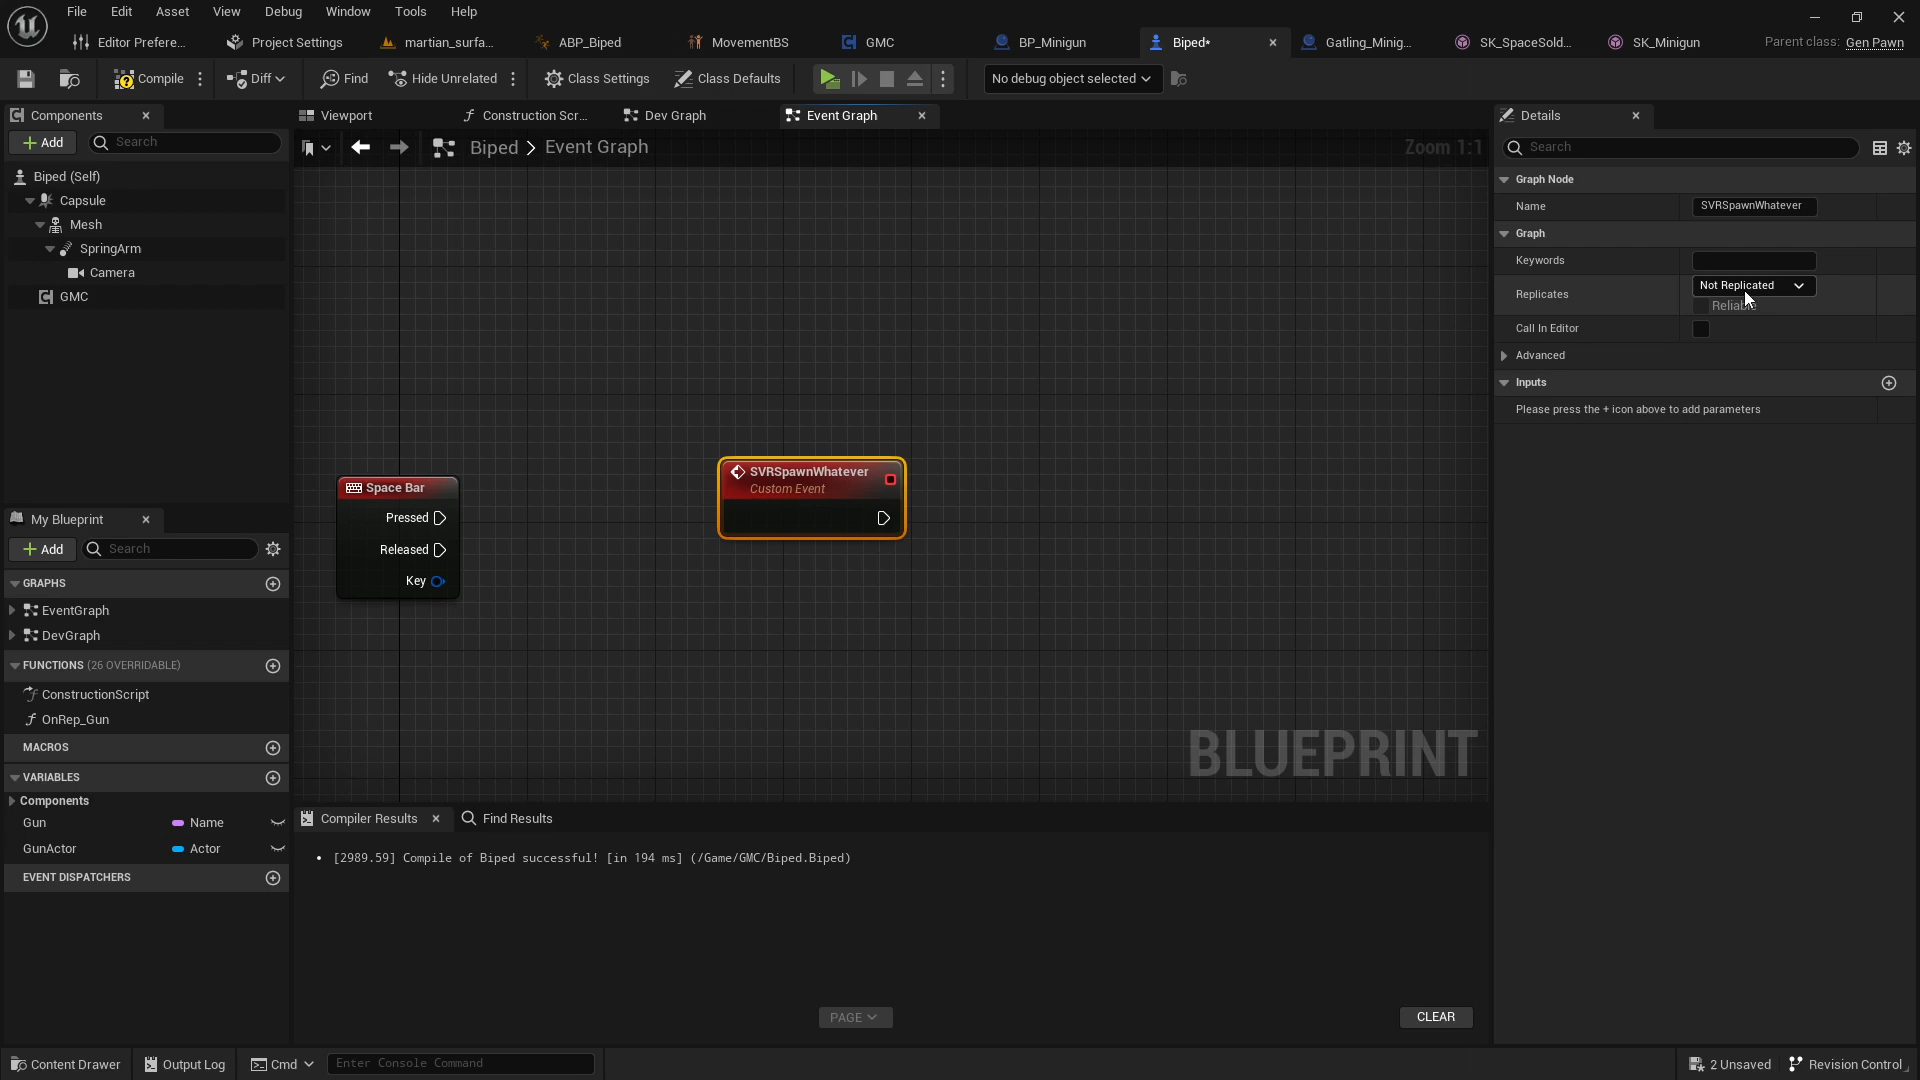 File Edit Asset View Debug Window Tools Help
Editor Prefere... Project Settings martian_surfa... ABP_Biped MovementBS GMC BP_Minigun Biped* Gatling_Minig... SK_SpaceSold... SK_Minigun Parent class: Gen Pawn
Compile Diff Find Hide Unrelated Class Settings Class Defaults No debug object selected
Components
Add Search
Biped (Self)
Capsule
Mesh
SpringArm
Camera
GMC
My Blueprint
Add Search
GRAPHS
EventGraph
DevGraph
FUNCTIONS (26 OVERRIDABLE)
ConstructionScript
OnRep_Gun
MACROS
VARIABLES
Components
Gun Name
GunActor Actor
EVENT DISPATCHERS
Viewport Construction Scr... Dev Graph Event Graph
Biped > Event Graph Zoom 1:1
Space Bar
Pressed
Released
Key
SVRSpawnWhatever
Custom Event
BLUEPRINT
Compiler Results Find Results
[2989.59] Compile of Biped successful! [in 194 ms] (/Game/GMC/Biped.Biped)
PAGE CLEAR
Details
Search
Graph Node
Name SVRSpawnWhatever
Graph
Keywords
Replicates Not Replicated
Reliable
Call In Editor
Advanced
Inputs
Please press the + icon above to add parameters
Content Drawer Output Log Cmd Enter Console Command 2 Unsaved Revision Control